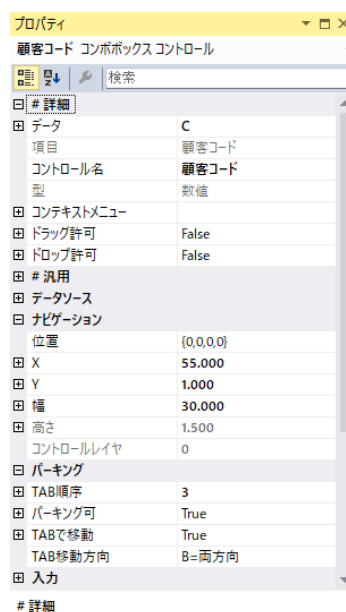 プロパティ
顧客コード コンボボックス コントロール
検索
# 詳細
データ C
項目 顧客コード
コントロール名 顧客コード
型 数値
コンテキストメニュー
ドラッグ許可 False
ドロップ許可 False
# 汎用
データソース
ナビゲーション
位置 {0,0,0,0}
X 55.000
Y 1.000
幅 30.000
高さ 1.500
コントロールレイヤ 0
パーキング
TAB順序 3
パーキング可 True
TABで移動 True
TAB移動方向 B=両方向
入力
# 詳細